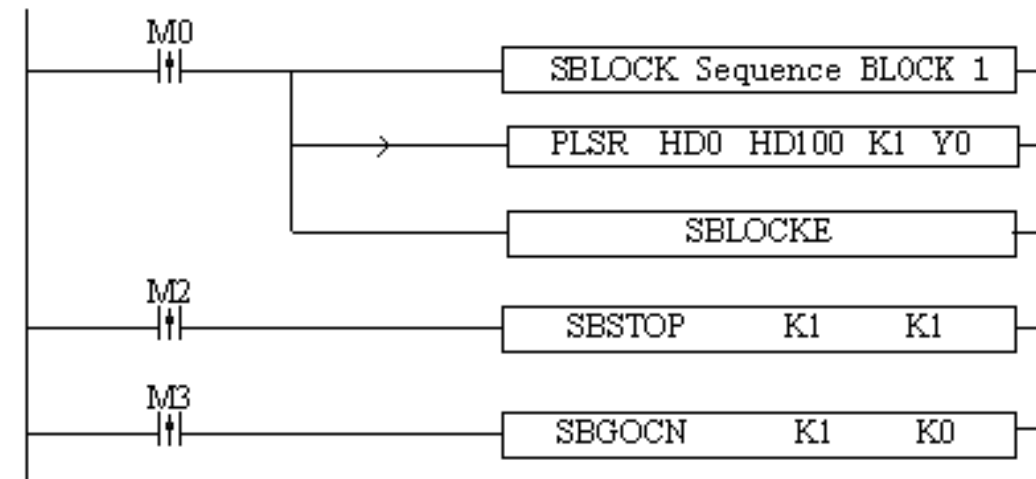 M0
SBLOCK Sequence BLOCK 1
PLSR HD0 HD100 K1 Y0
SBLOCKE
M2
SBSTOP K1 K1
M3
SBGOCN K1 K0